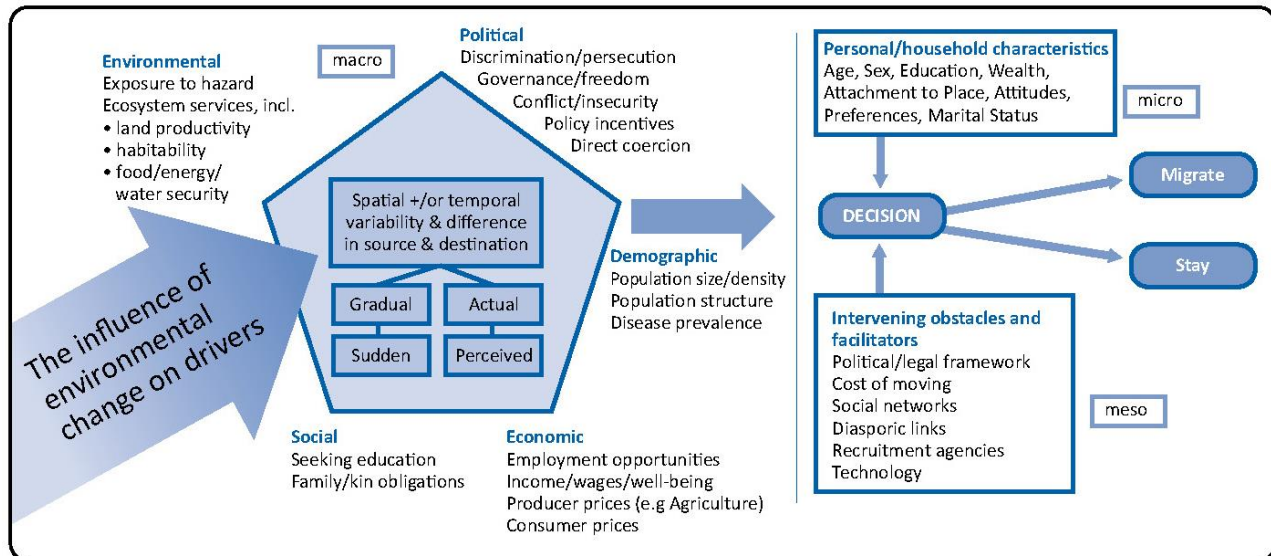 Environmental
Exposure to hazard
Ecosystem services, incl.
• land productivity
• habitability
• food/energy/
water security
macro
Political
Discrimination/persecution
Governance/freedom
Conflict/insecurity
Policy incentives
Direct coercion
Spatial +/or temporal
variability & difference
in source & destination
Gradual
Actual
Sudden
Perceived
The influence of
environmental
change on drivers
Demographic
Population size/density
Population structure
Disease prevalence
Social
Seeking education
Family/kin obligations
Economic
Employment opportunities
Income/wages/well-being
Producer prices (e.g Agriculture)
Consumer prices
Personal/household characteristics
Age, Sex, Education, Wealth,
Attachment to Place, Attitudes,
Preferences, Marital Status
micro
DECISION
Migrate
Stay
Intervening obstacles and
facilitators
Political/legal framework
Cost of moving
Social networks
Diasporic links
Recruitment agencies
Technology
meso